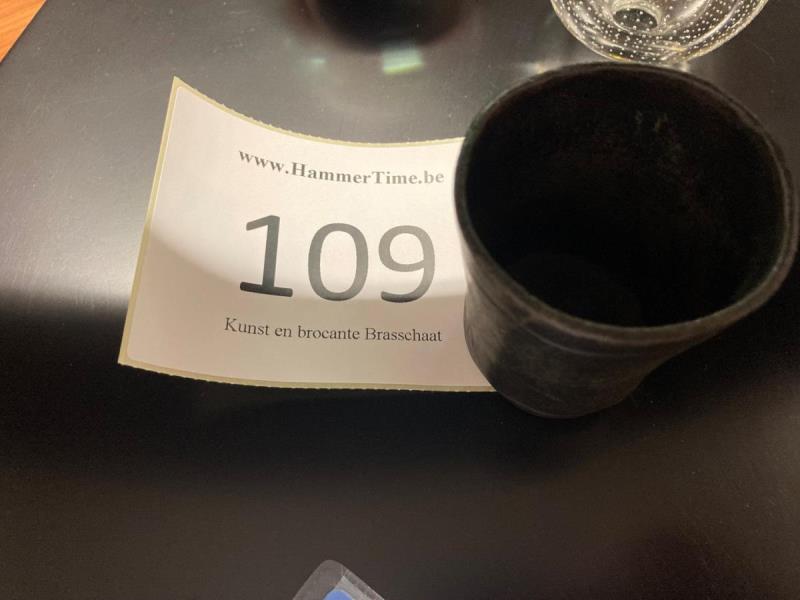 www.HammerTime.be
109
Kunst en brocante Brasschaat